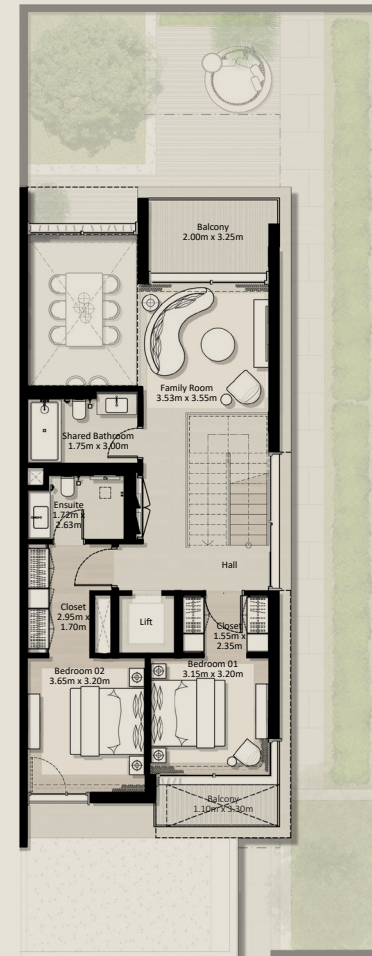 Balcony
2.00m x 3.25m
Family Room
3.53m x 3.55m
Shared Bathroom
1.75m x 3.00m
Ensuite
1.72m x
2.63m
Hall
Closet
2.95m x
1.70m
Lift
Closet
1.55m x
2.35m
Bedroom 02
3.65m x 3.20m
Bedroom 01
3.15m x 3.20m
Balcony
1.10m x 3.30m